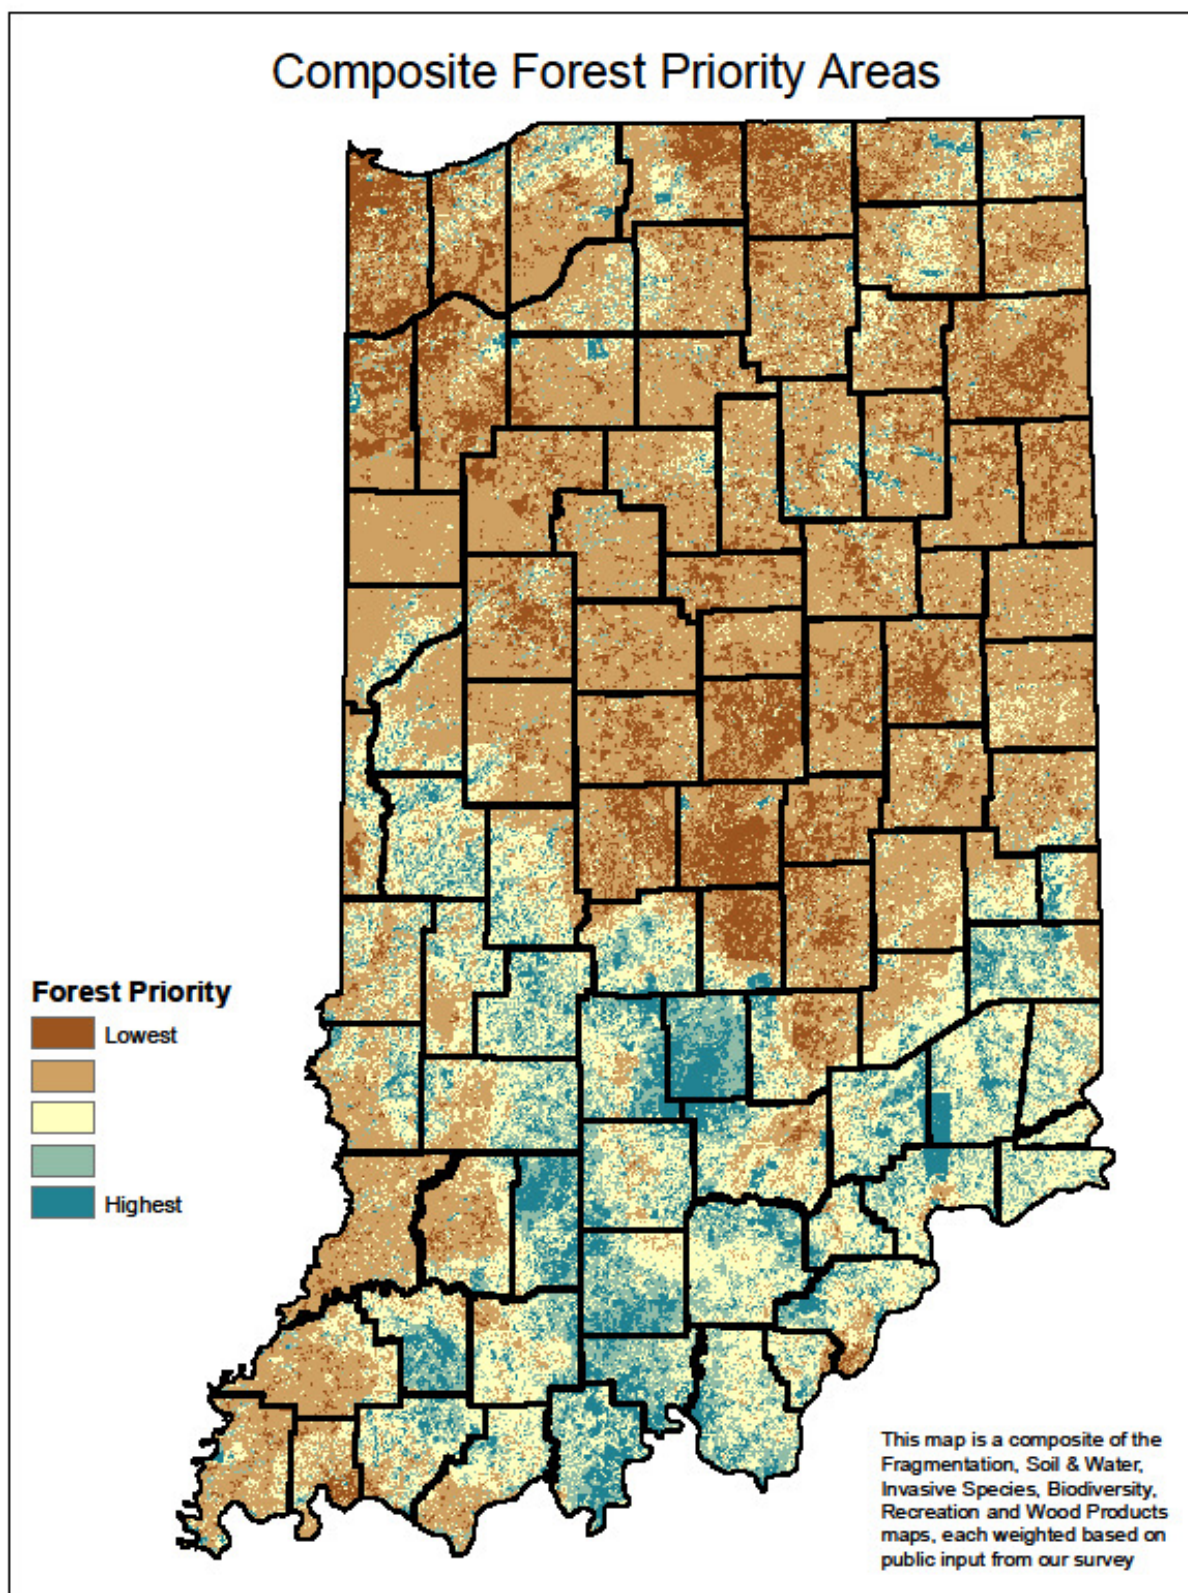 Composite Forest Priority Areas
Forest Priority
Lowest
Highest
This map is a composite of the
Fragmentation, Soil & Water,
Invasive Species, Biodiversity,
Recreation and Wood Products
maps, each weighted based on
public input from our survey